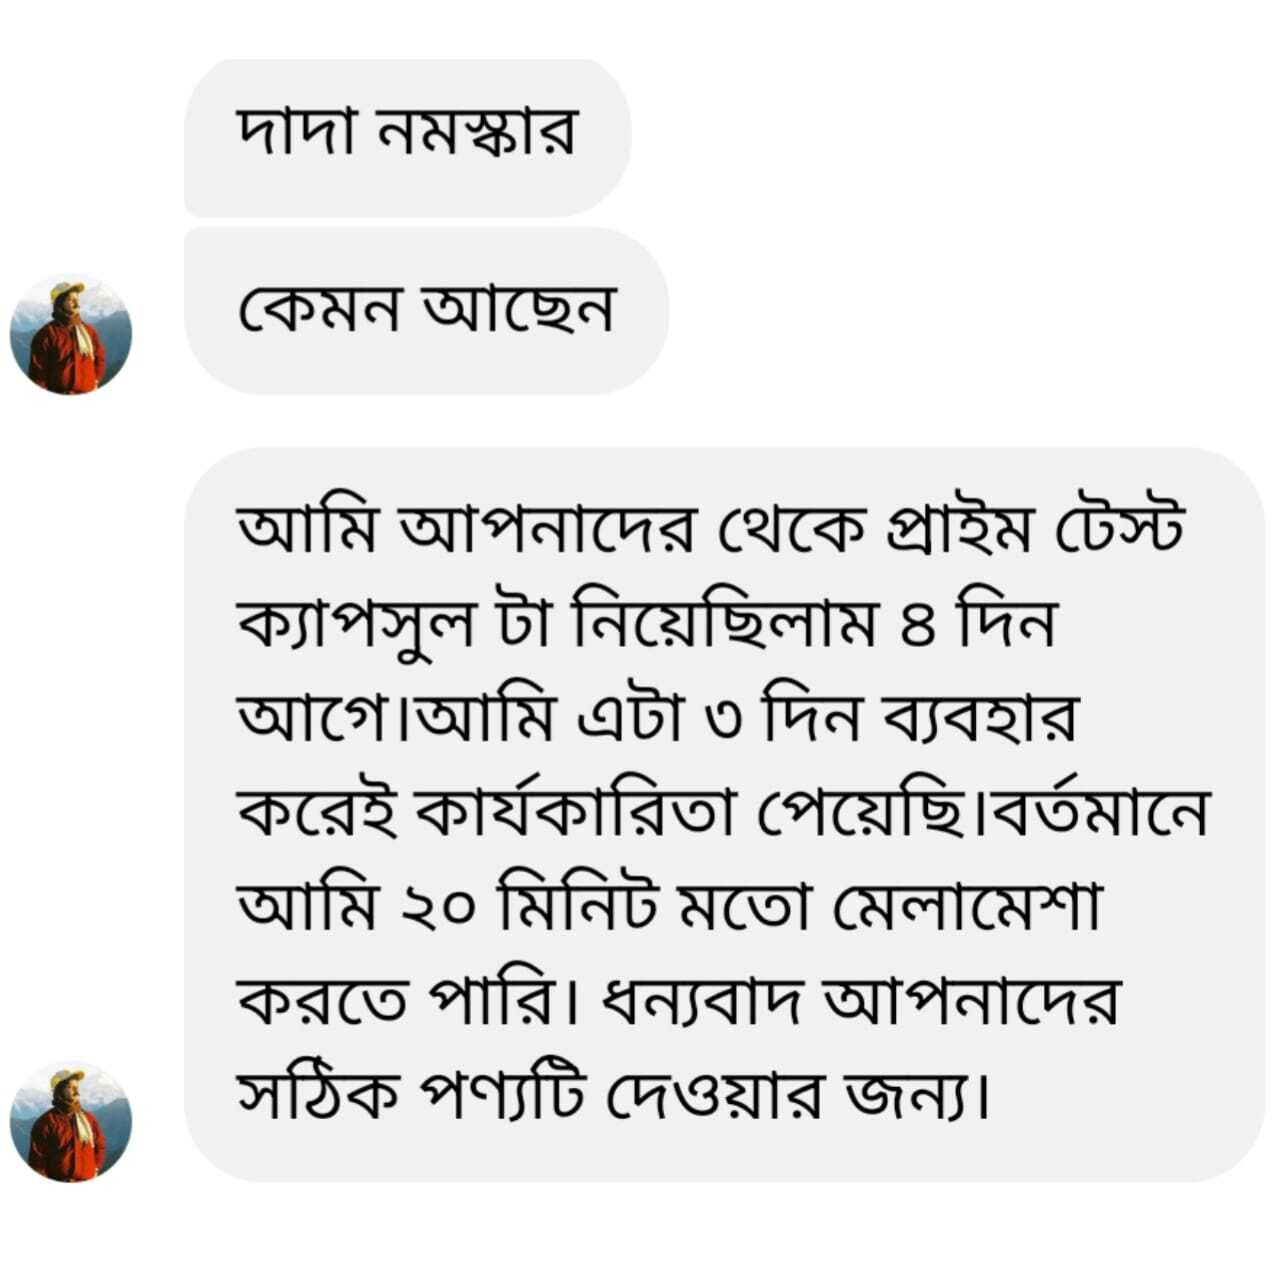 দাদা নমস্কার
কেমন আছেন
আমি আপনাদের থেকে প্রাইম টেস্ট
ক্যাপসুল টা নিয়েছিলাম ৪ দিন
আগে।আমি এটা ৩ দিন ব্যবহার
করেই কার্যকারিতা পেয়েছি।বর্তমানে
আমি ২০ মিনিট মতো মেলামেশা
করতে পারি। ধন্যবাদ আপনাদের
সঠিক পণ্যটি দেওয়ার জন্য।